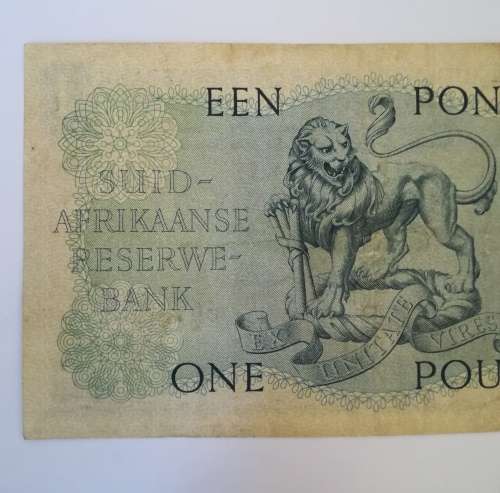 EEN PON
SUID-
AFRIKAANSE
RESERWE-
BANK
EX UNITATE VIRES
ONE POU